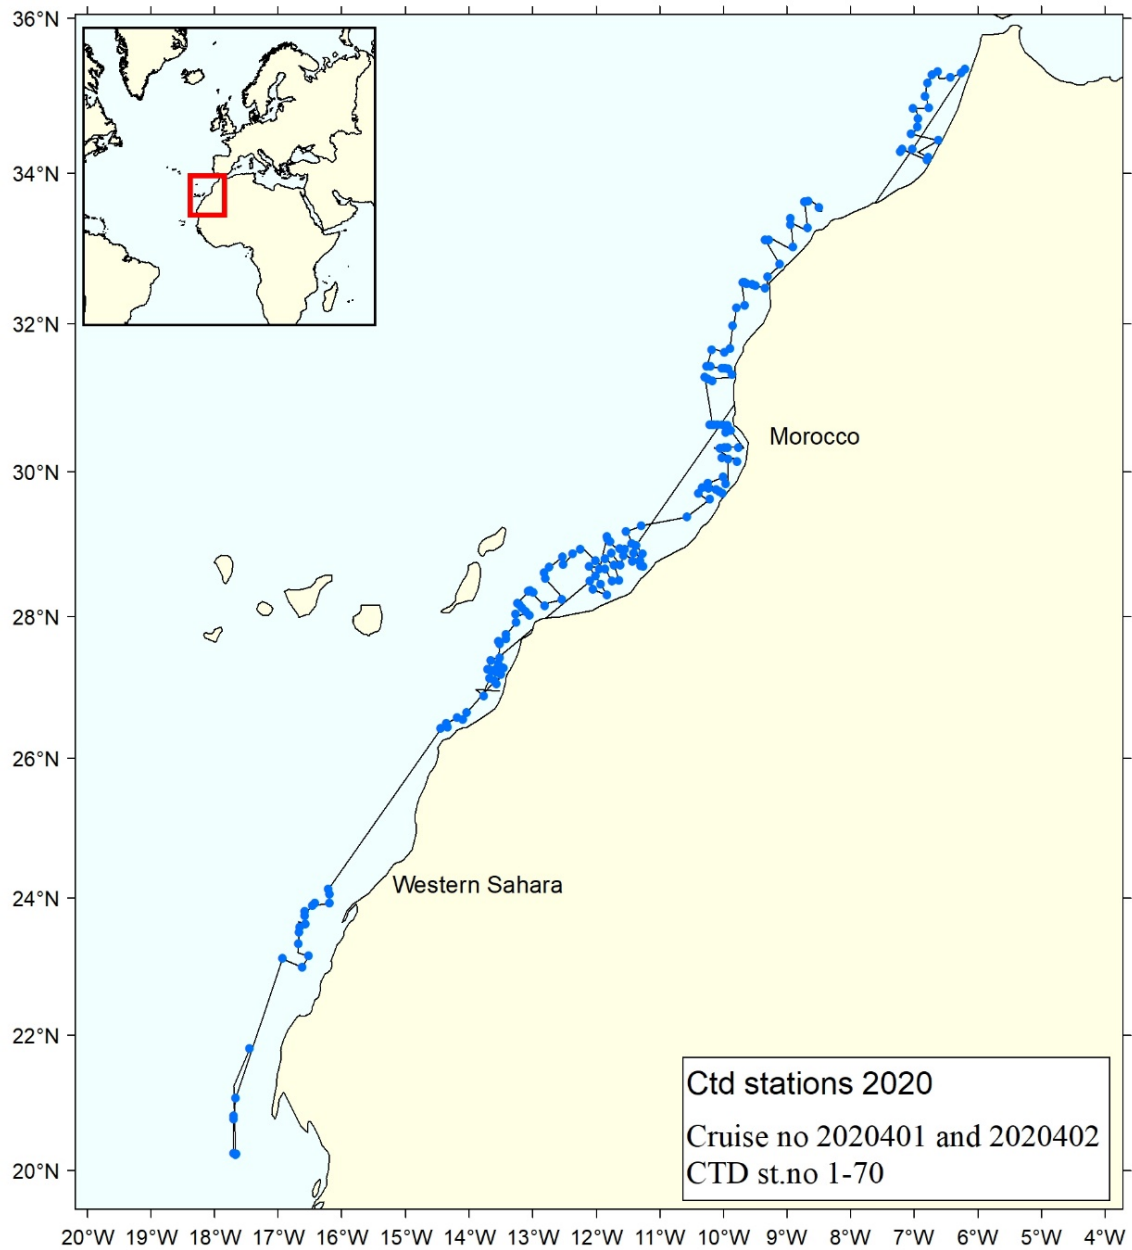 36°N
34°N
32°N
30°N
28°N
26°N
24°N
22°N
20°N
Morocco
Western Sahara
Ctd stations 2020
Cruise no 2020401 and 2020402
CTD st.no 1-70
20°W 19°W 18°W 17°W 16°W 15°W 14°W 13°W 12°W 11°W 10°W 9°W 8°W 7°W 6°W 5°W 4°W